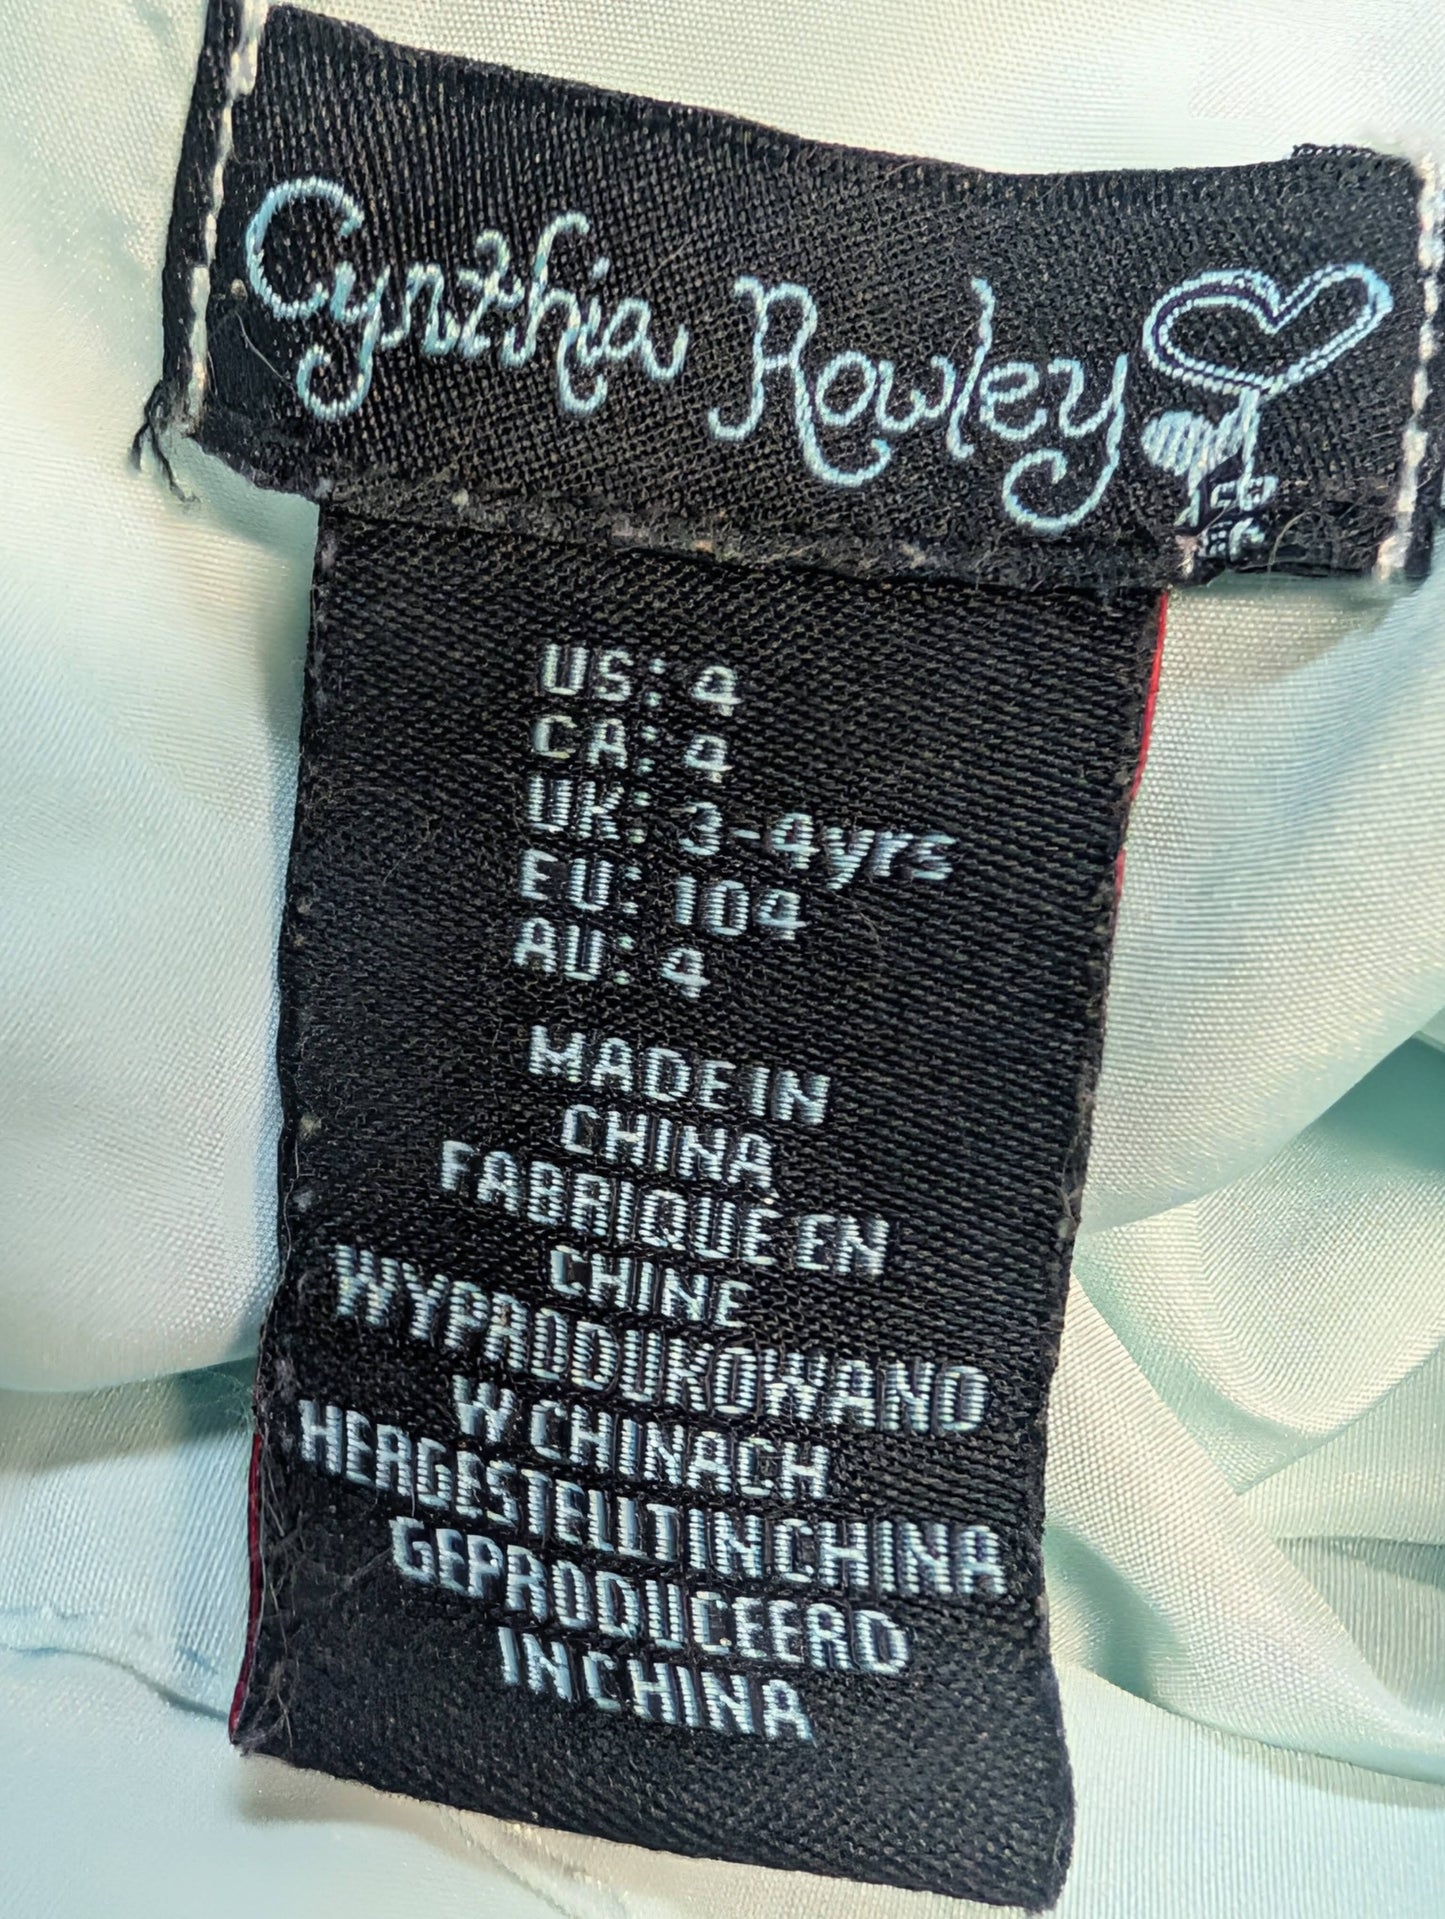 Cynthia Rowley
US: 4
CA: 4
UK: 3-4yrs
EU: 104
AU: 4
MADE IN
CHINA
FABRIQUÉ EN
CHINE
WYPRODUKOWANO
W CHINACH
HERGESTELLT IN CHINA
GEPRODUCEERD
IN CHINA